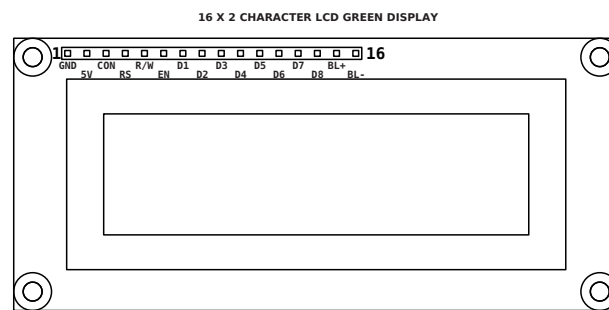 16 X 2 CHARACTER LCD GREEN DISPLAY
1 16
GND CON R/W D1 D3 D5 D7 BL+
5V RS EN D2 D4 D6 D8 BL-